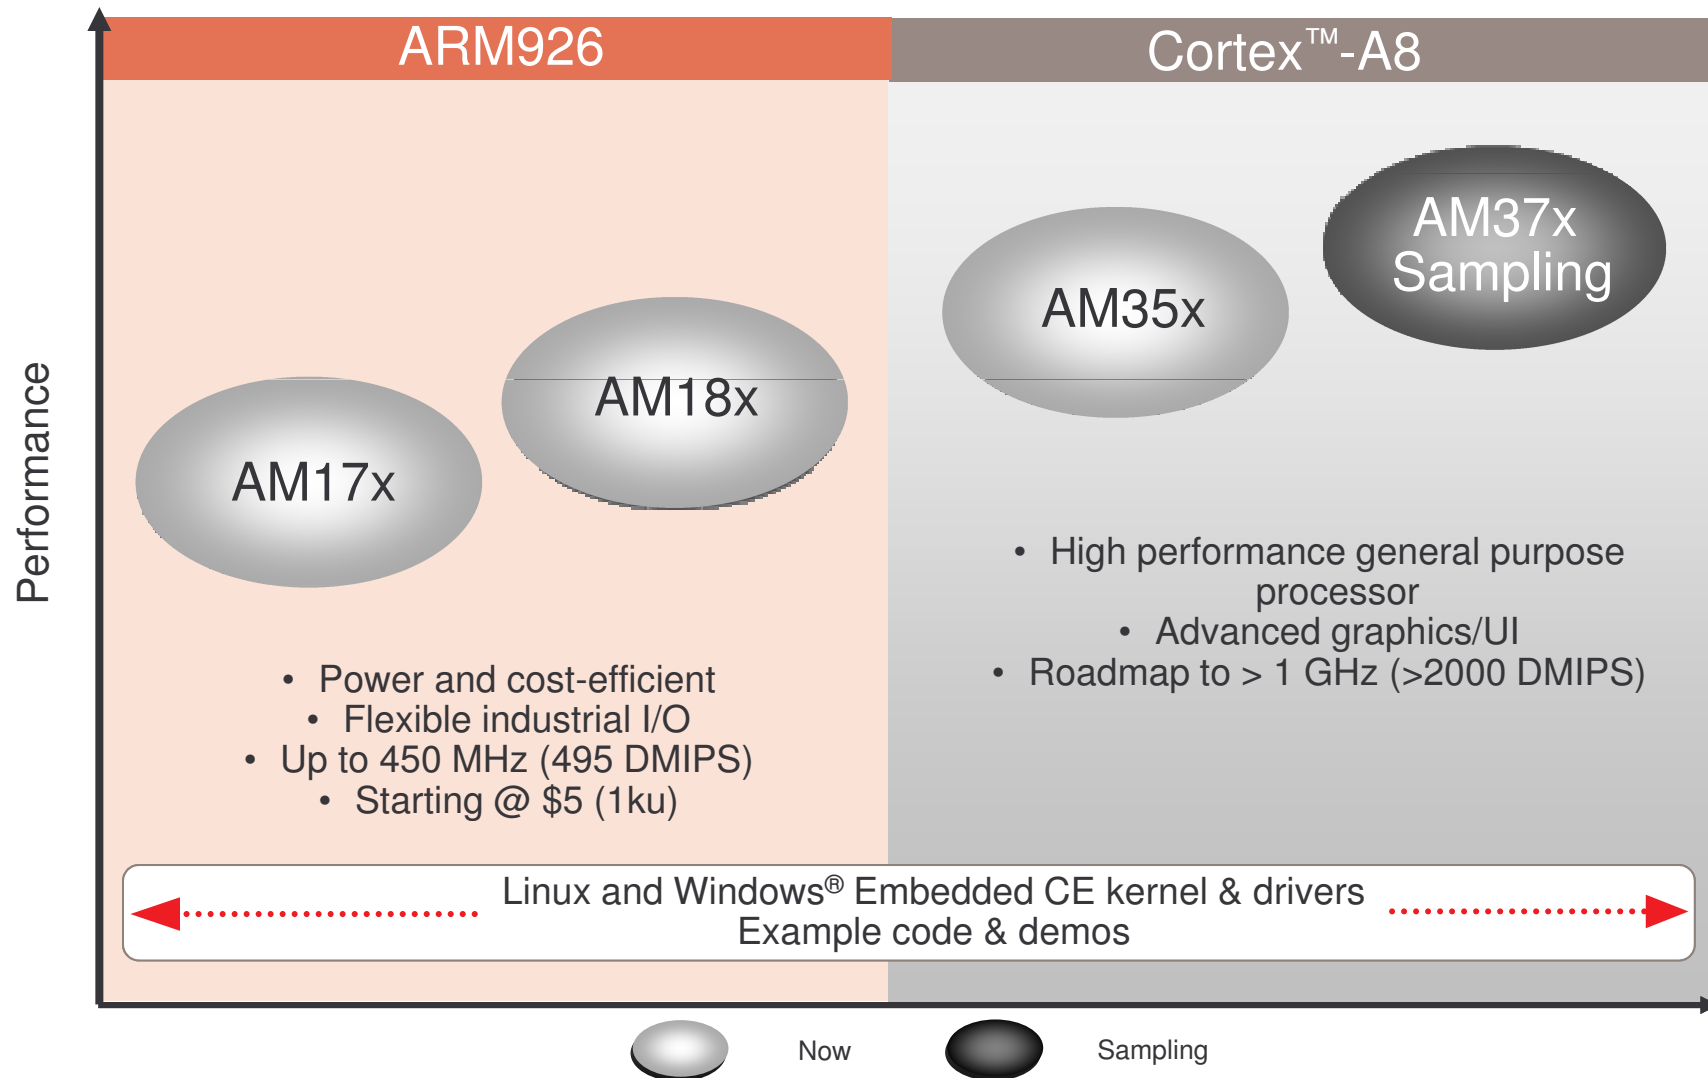 ARM926
Cortex™-A8
Performance
AM17x
AM18x
AM35x
AM37x
Sampling
• Power and cost-efficient
• Flexible industrial I/O
• Up to 450 MHz (495 DMIPS)
• Starting @ $5 (1ku)
• High performance general purpose
processor
• Advanced graphics/UI
• Roadmap to > 1 GHz (>2000 DMIPS)
Linux and Windows® Embedded CE kernel & drivers
Example code & demos
Now
Sampling